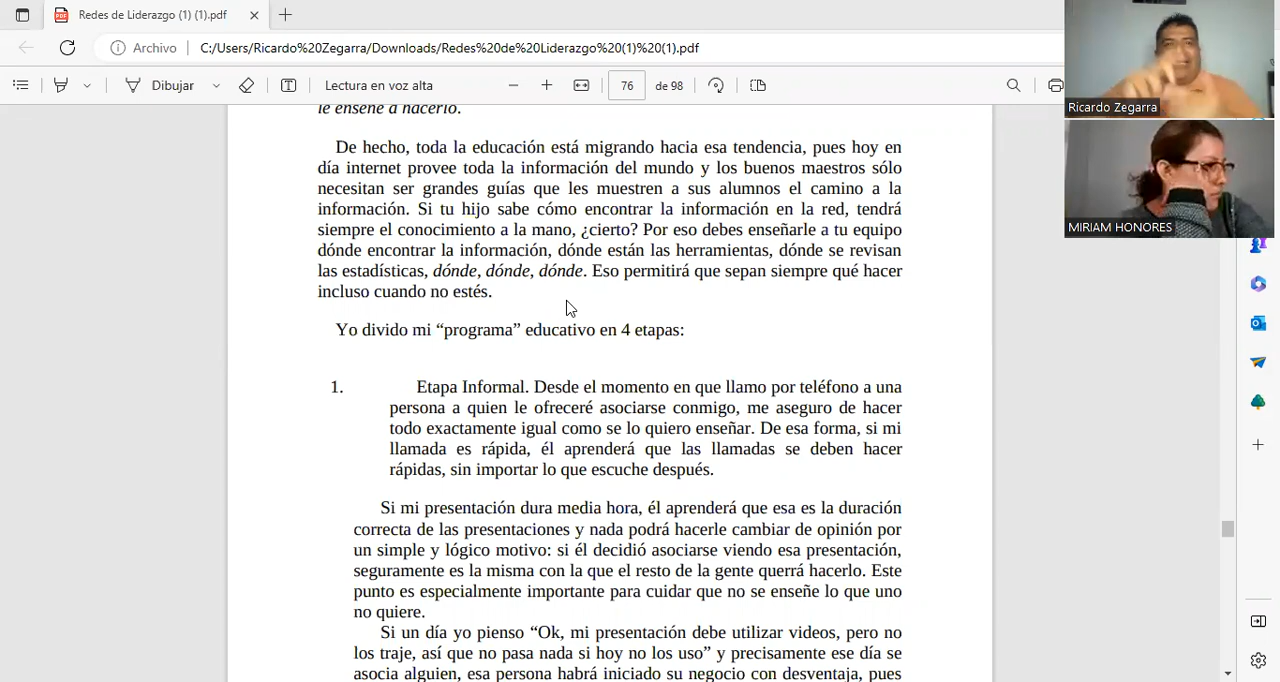 Redes de Liderazgo (1) (1).pdf
Archivo
C:/Users/Ricardo%20Zegarra/Downloads/Redes%20de%20Liderazgo%20(1)%20(1).pdf
Dibujar
Lectura en voz alta
76
de 98
Ricardo Zegarra
MIRIAM HONORES
le enseñé a hacerlo.
De hecho, toda la educación está migrando hacia esa tendencia, pues hoy en
día internet provee toda la información del mundo y los buenos maestros sólo
necesitan ser grandes guías que les muestren a sus alumnos el camino a la
información. Si tu hijo sabe cómo encontrar la información en la red, tendrá
siempre el conocimiento a la mano, ¿cierto? Por eso debes enseñarle a tu equipo
dónde encontrar la información, dónde están las herramientas, dónde se revisan
las estadísticas, dónde, dónde, dónde. Eso permitirá que sepan siempre qué hacer
incluso cuando no estés.
Yo divido mi “programa” educativo en 4 etapas:
1. Etapa Informal. Desde el momento en que llamo por teléfono a una
persona a quien le ofreceré asociarse conmigo, me aseguro de hacer
todo exactamente igual como se lo quiero enseñar. De esa forma, si mi
llamada es rápida, él aprenderá que las llamadas se deben hacer
rápidas, sin importar lo que escuche después.
Si mi presentación dura media hora, él aprenderá que esa es la duración
correcta de las presentaciones y nada podrá hacerle cambiar de opinión por
un simple y lógico motivo: si él decidió asociarse viendo esa presentación,
seguramente es la misma con la que el resto de la gente querrá hacerlo. Este
punto es especialmente importante para cuidar que no se enseñe lo que uno
no quiere.
Si un día yo pienso “Ok, mi presentación debe utilizar videos, pero no
los traje, así que no pasa nada si hoy no los uso” y precisamente ese día se
asocia alguien, esa persona habrá iniciado su negocio con desventaja, pues